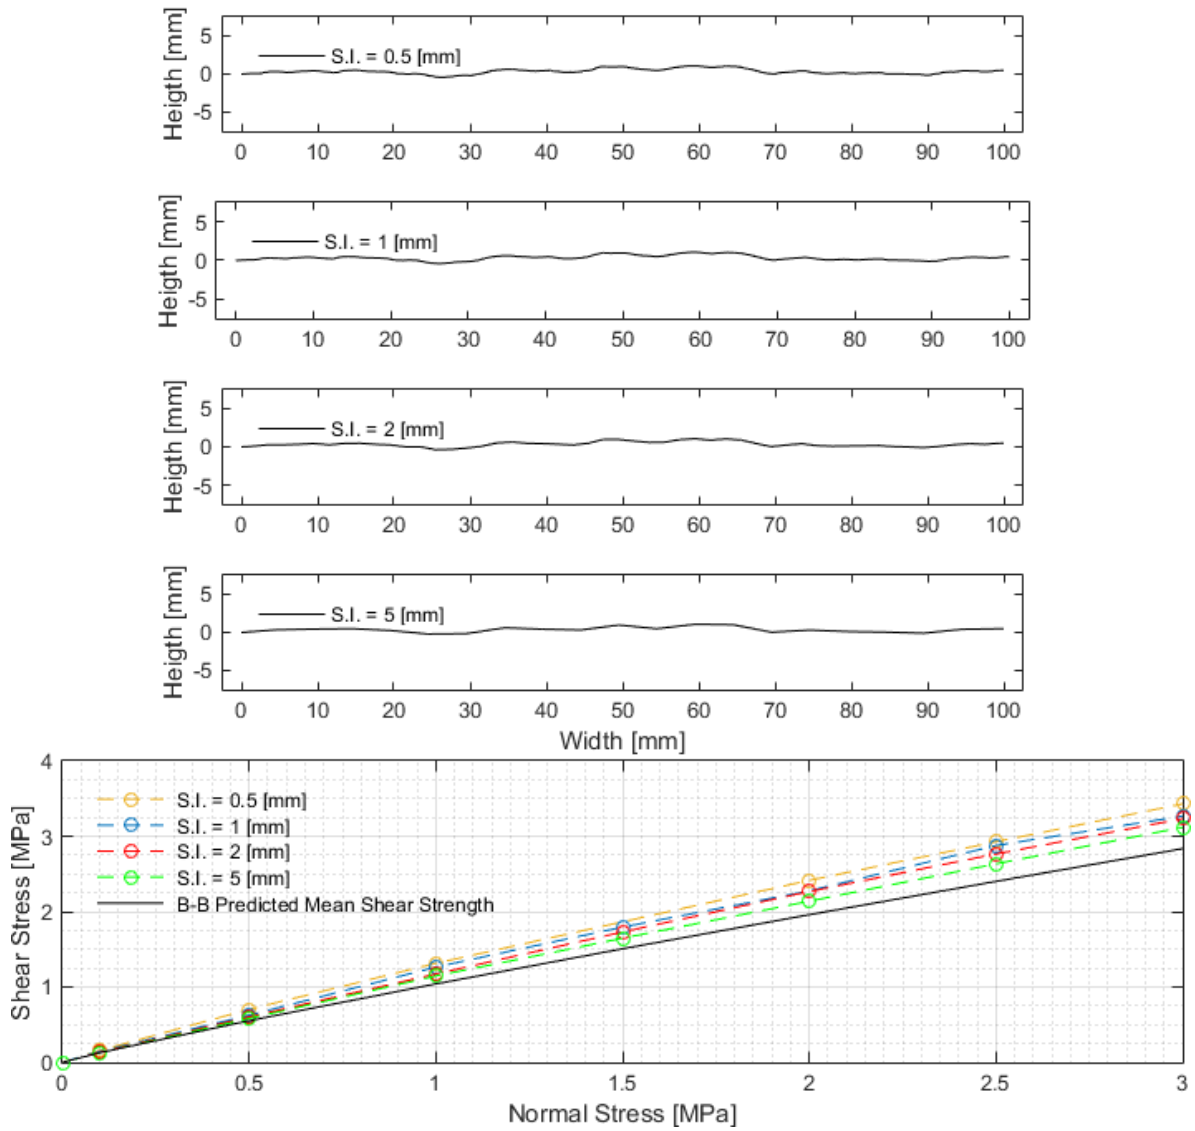 Heigth [mm]
5
0
-5
S.I. = 0.5 [mm]
0 10 20 30 40 50 60 70 80 90 100
Heigth [mm]
5
0
-5
S.I. = 1 [mm]
0 10 20 30 40 50 60 70 80 90 100
Heigth [mm]
5
0
-5
S.I. = 2 [mm]
0 10 20 30 40 50 60 70 80 90 100
Heigth [mm]
5
0
-5
S.I. = 5 [mm]
0 10 20 30 40 50 60 70 80 90 100
Width [mm]
Shear Stress [MPa]
4
3
2
1
0
S.I. = 0.5 [mm]
S.I. = 1 [mm]
S.I. = 2 [mm]
S.I. = 5 [mm]
B-B Predicted Mean Shear Strength
0 0.5 1 1.5 2 2.5 3
Normal Stress [MPa]